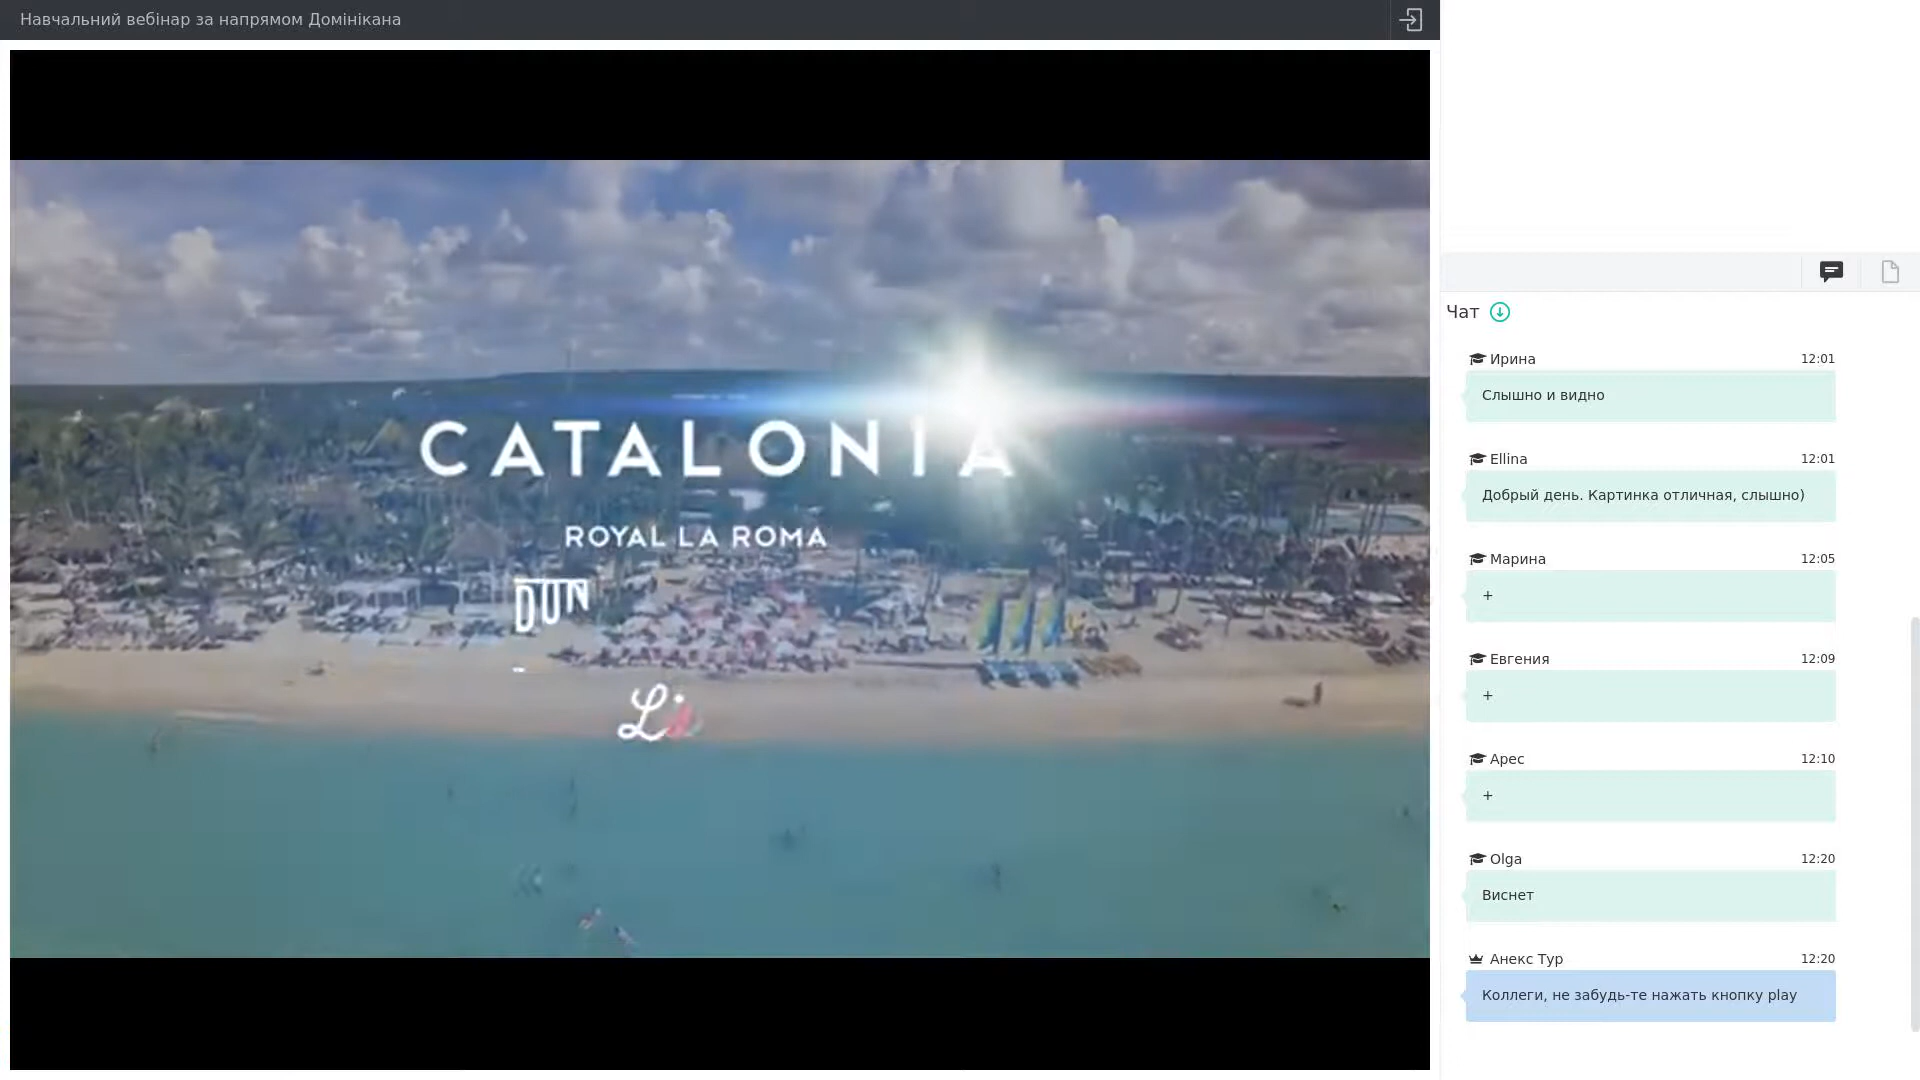 Навчальний вебінар за напрямом Домінікана
CATALONIA
ROYAL LA ROMA
DUN
Li
Чат
Ирина 12:01
Слышно и видно
Ellina 12:01
Добрый день. Картинка отличная, слышно)
Марина 12:05
+
Евгения 12:09
+
Арес 12:10
+
Olga 12:20
Виснет
Анекс Тур 12:20
Коллеги, не забудь-те нажать кнопку play